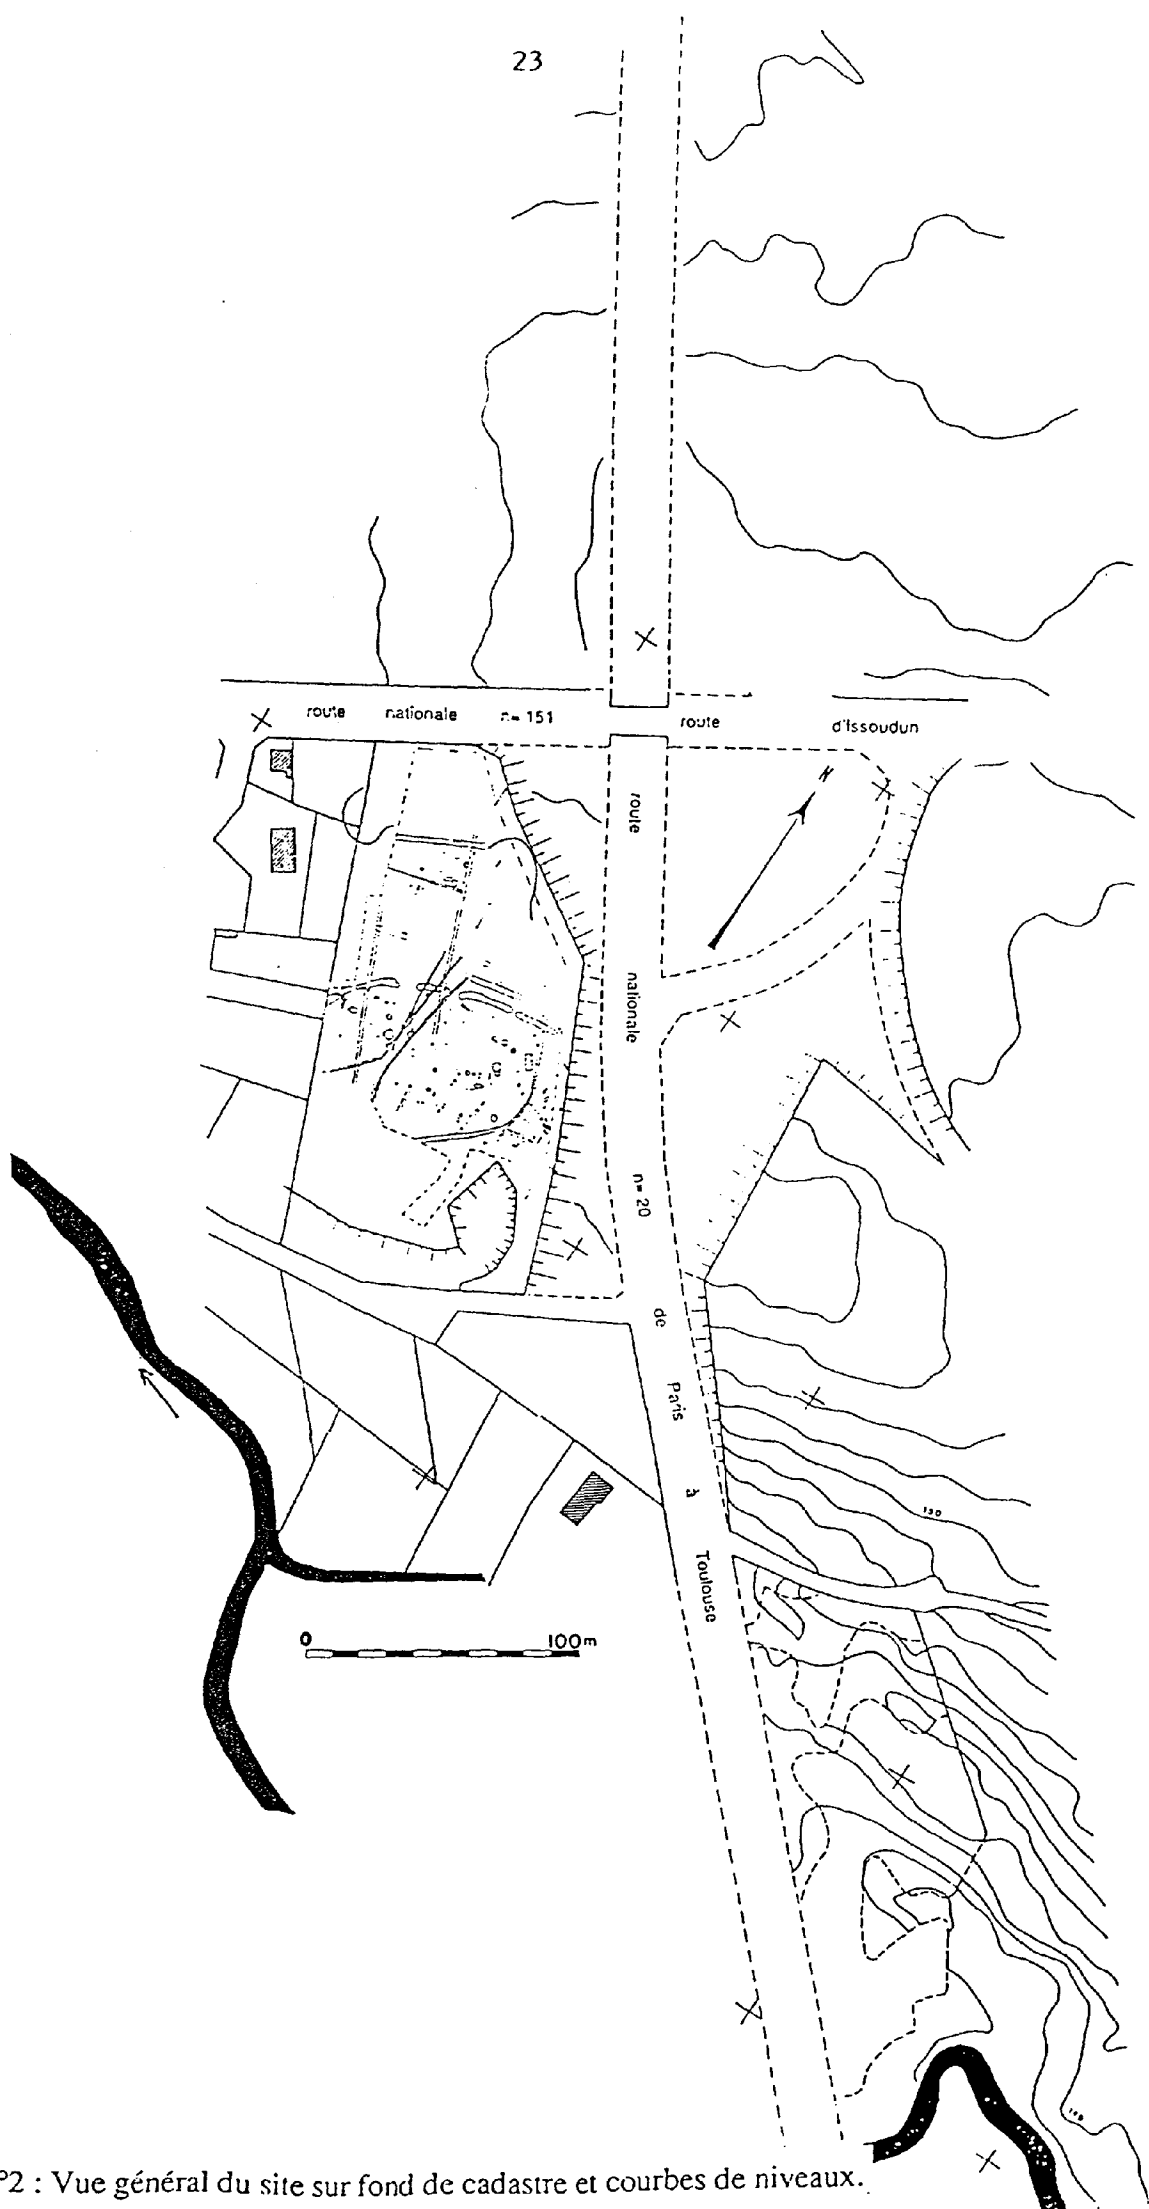 23
route nationale n= 151
route d'Issoudun
N
route nationale n= 20 de Paris à Toulouse
130
0 100m
°2 : Vue général du site sur fond de cadastre et courbes de niveaux.